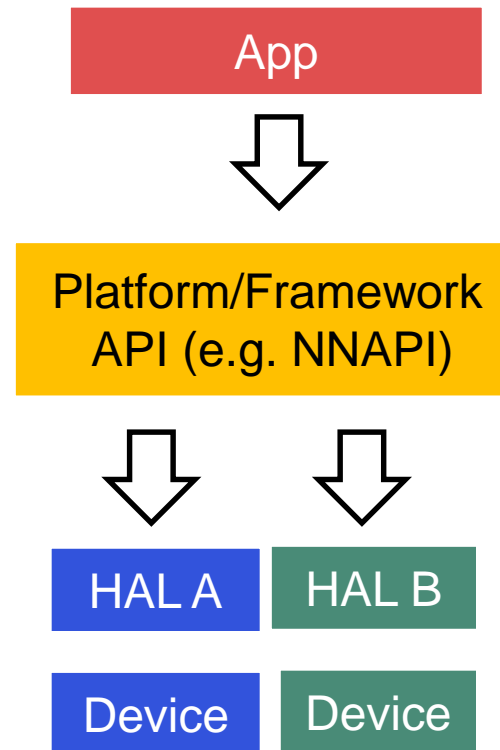 App
Platform/Framework
API (e.g. NNAPI)
HAL A
HAL B
Device
Device